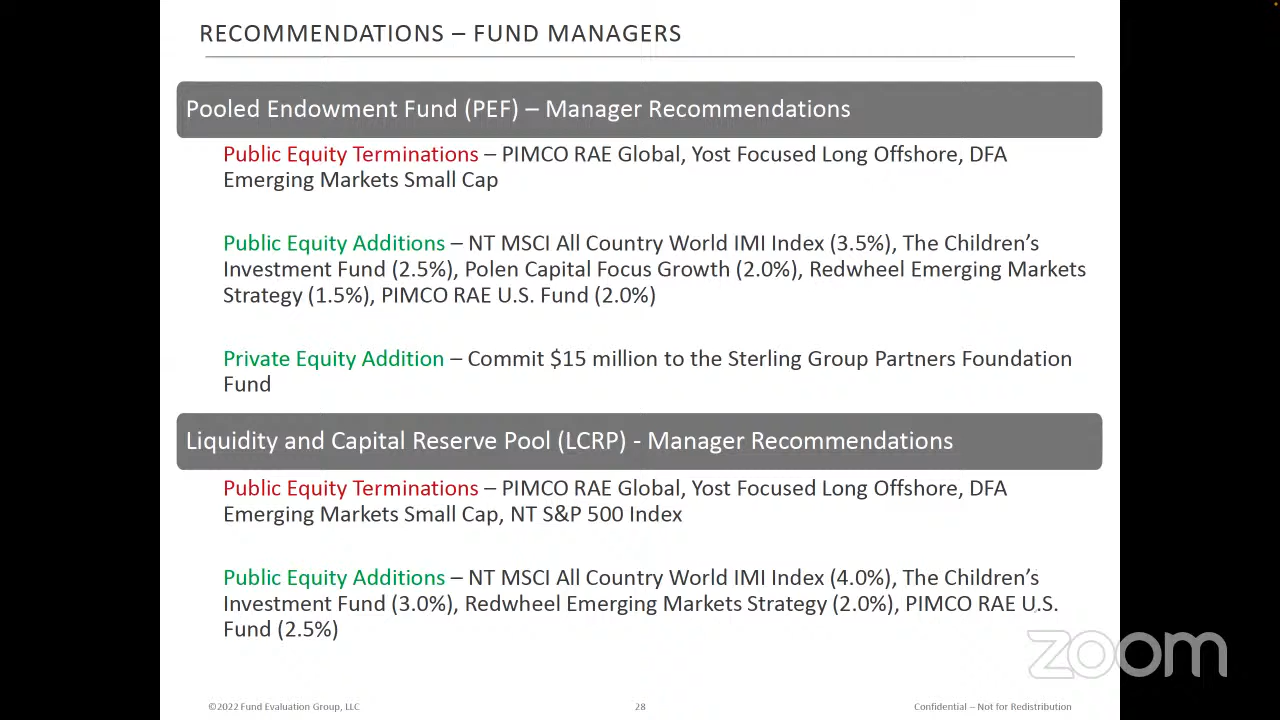 RECOMMENDATIONS – FUND MANAGERS
Pooled Endowment Fund (PEF) – Manager Recommendations
Public Equity Terminations – PIMCO RAE Global, Yost Focused Long Offshore, DFA
Emerging Markets Small Cap
Public Equity Additions – NT MSCI All Country World IMI Index (3.5%), The Children’s
Investment Fund (2.5%), Polen Capital Focus Growth (2.0%), Redwheel Emerging Markets
Strategy (1.5%), PIMCO RAE U.S. Fund (2.0%)
Private Equity Addition – Commit $15 million to the Sterling Group Partners Foundation
Fund
Liquidity and Capital Reserve Pool (LCRP) - Manager Recommendations
Public Equity Terminations – PIMCO RAE Global, Yost Focused Long Offshore, DFA
Emerging Markets Small Cap, NT S&P 500 Index
Public Equity Additions – NT MSCI All Country World IMI Index (4.0%), The Children’s
Investment Fund (3.0%), Redwheel Emerging Markets Strategy (2.0%), PIMCO RAE U.S.
Fund (2.5%)
zoom
©2022 Fund Evaluation Group, LLC
28
Confidential – Not for Redistribution